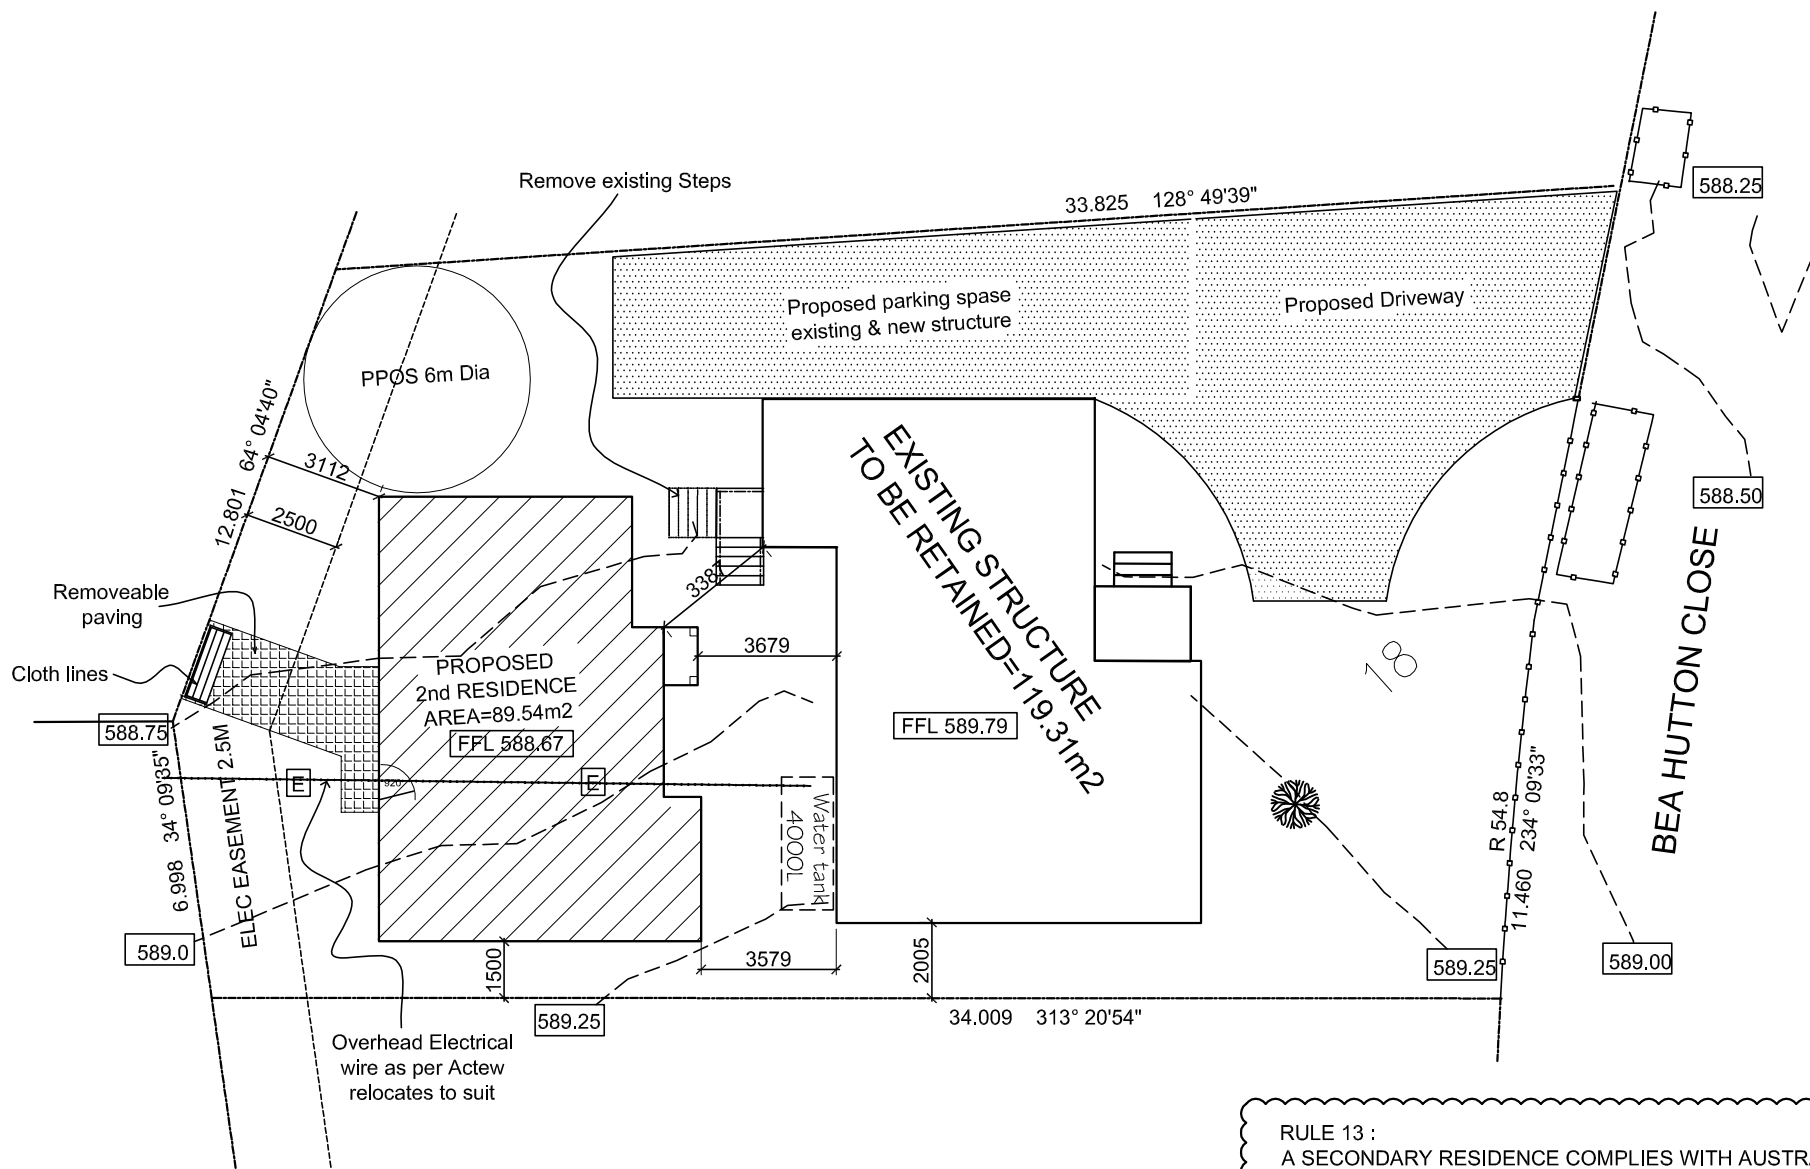 Remove existing Steps
33.825 128° 49'39"
588.25
Proposed parking spase
existing & new structure
Proposed Driveway
PPOS 6m Dia
12.801 64° 04'40"
3112
2500
588.50
EXISTING STRUCTURE
TO BE RETAINED=119.31m2
BEA HUTTON CLOSE
Removeable
paving
Cloth lines
3387
3679
18
PROPOSED
2nd RESIDENCE
AREA=89.54m2
FFL 588.67
FFL 589.79
588.75
E
E
920
Water tank
4000L
6.998 34° 09'35"
ELEC EASEMENT 2.5M
R 54.8
11.460 234° 09'33"
589.0
1500
3579
2005
589.25
589.00
589.25
34.009 313° 20'54"
Overhead Electrical
wire as per Actew
relocates to suit
RULE 13 :
A SECONDARY RESIDENCE COMPLIES WITH AUSTRA